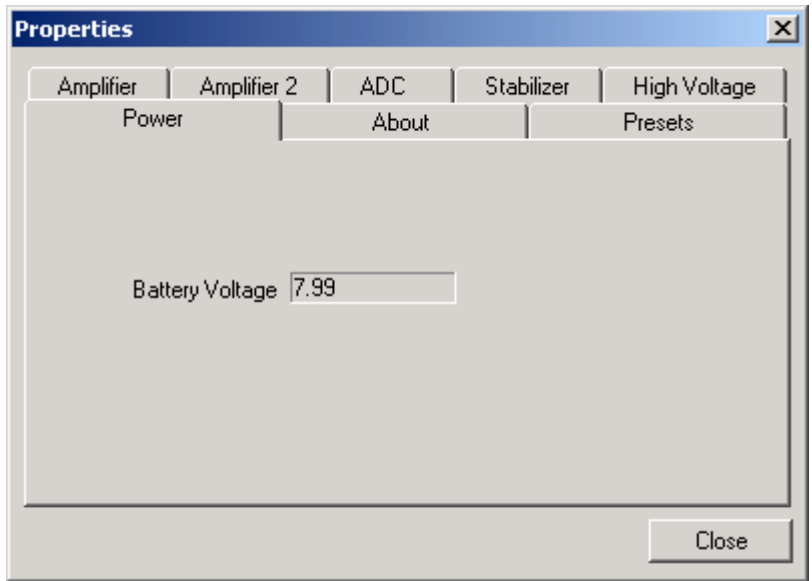 Properties
Amplifier Amplifier 2 ADC Stabilizer High Voltage
Power About Presets
Battery Voltage 7.99
Close